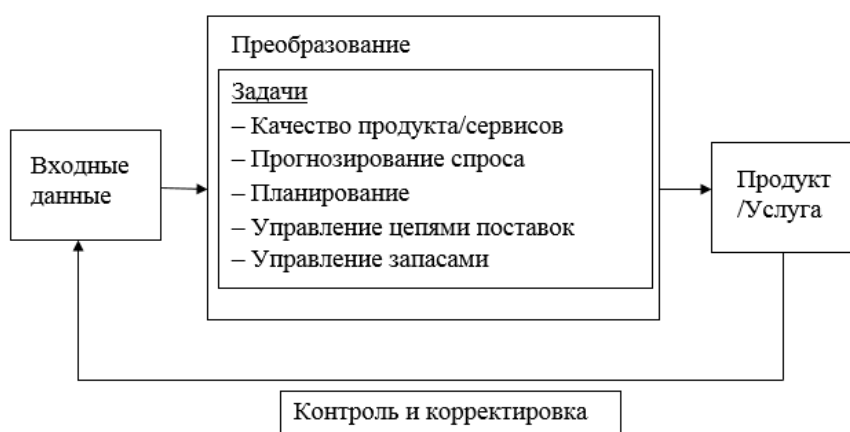 Преобразование
Задачи
– Качество продукта/сервисов
– Прогнозирование спроса
– Планирование
– Управление цепями поставок
– Управление запасами
Входные
данные
Продукт
/Услуга
Контроль и корректировка